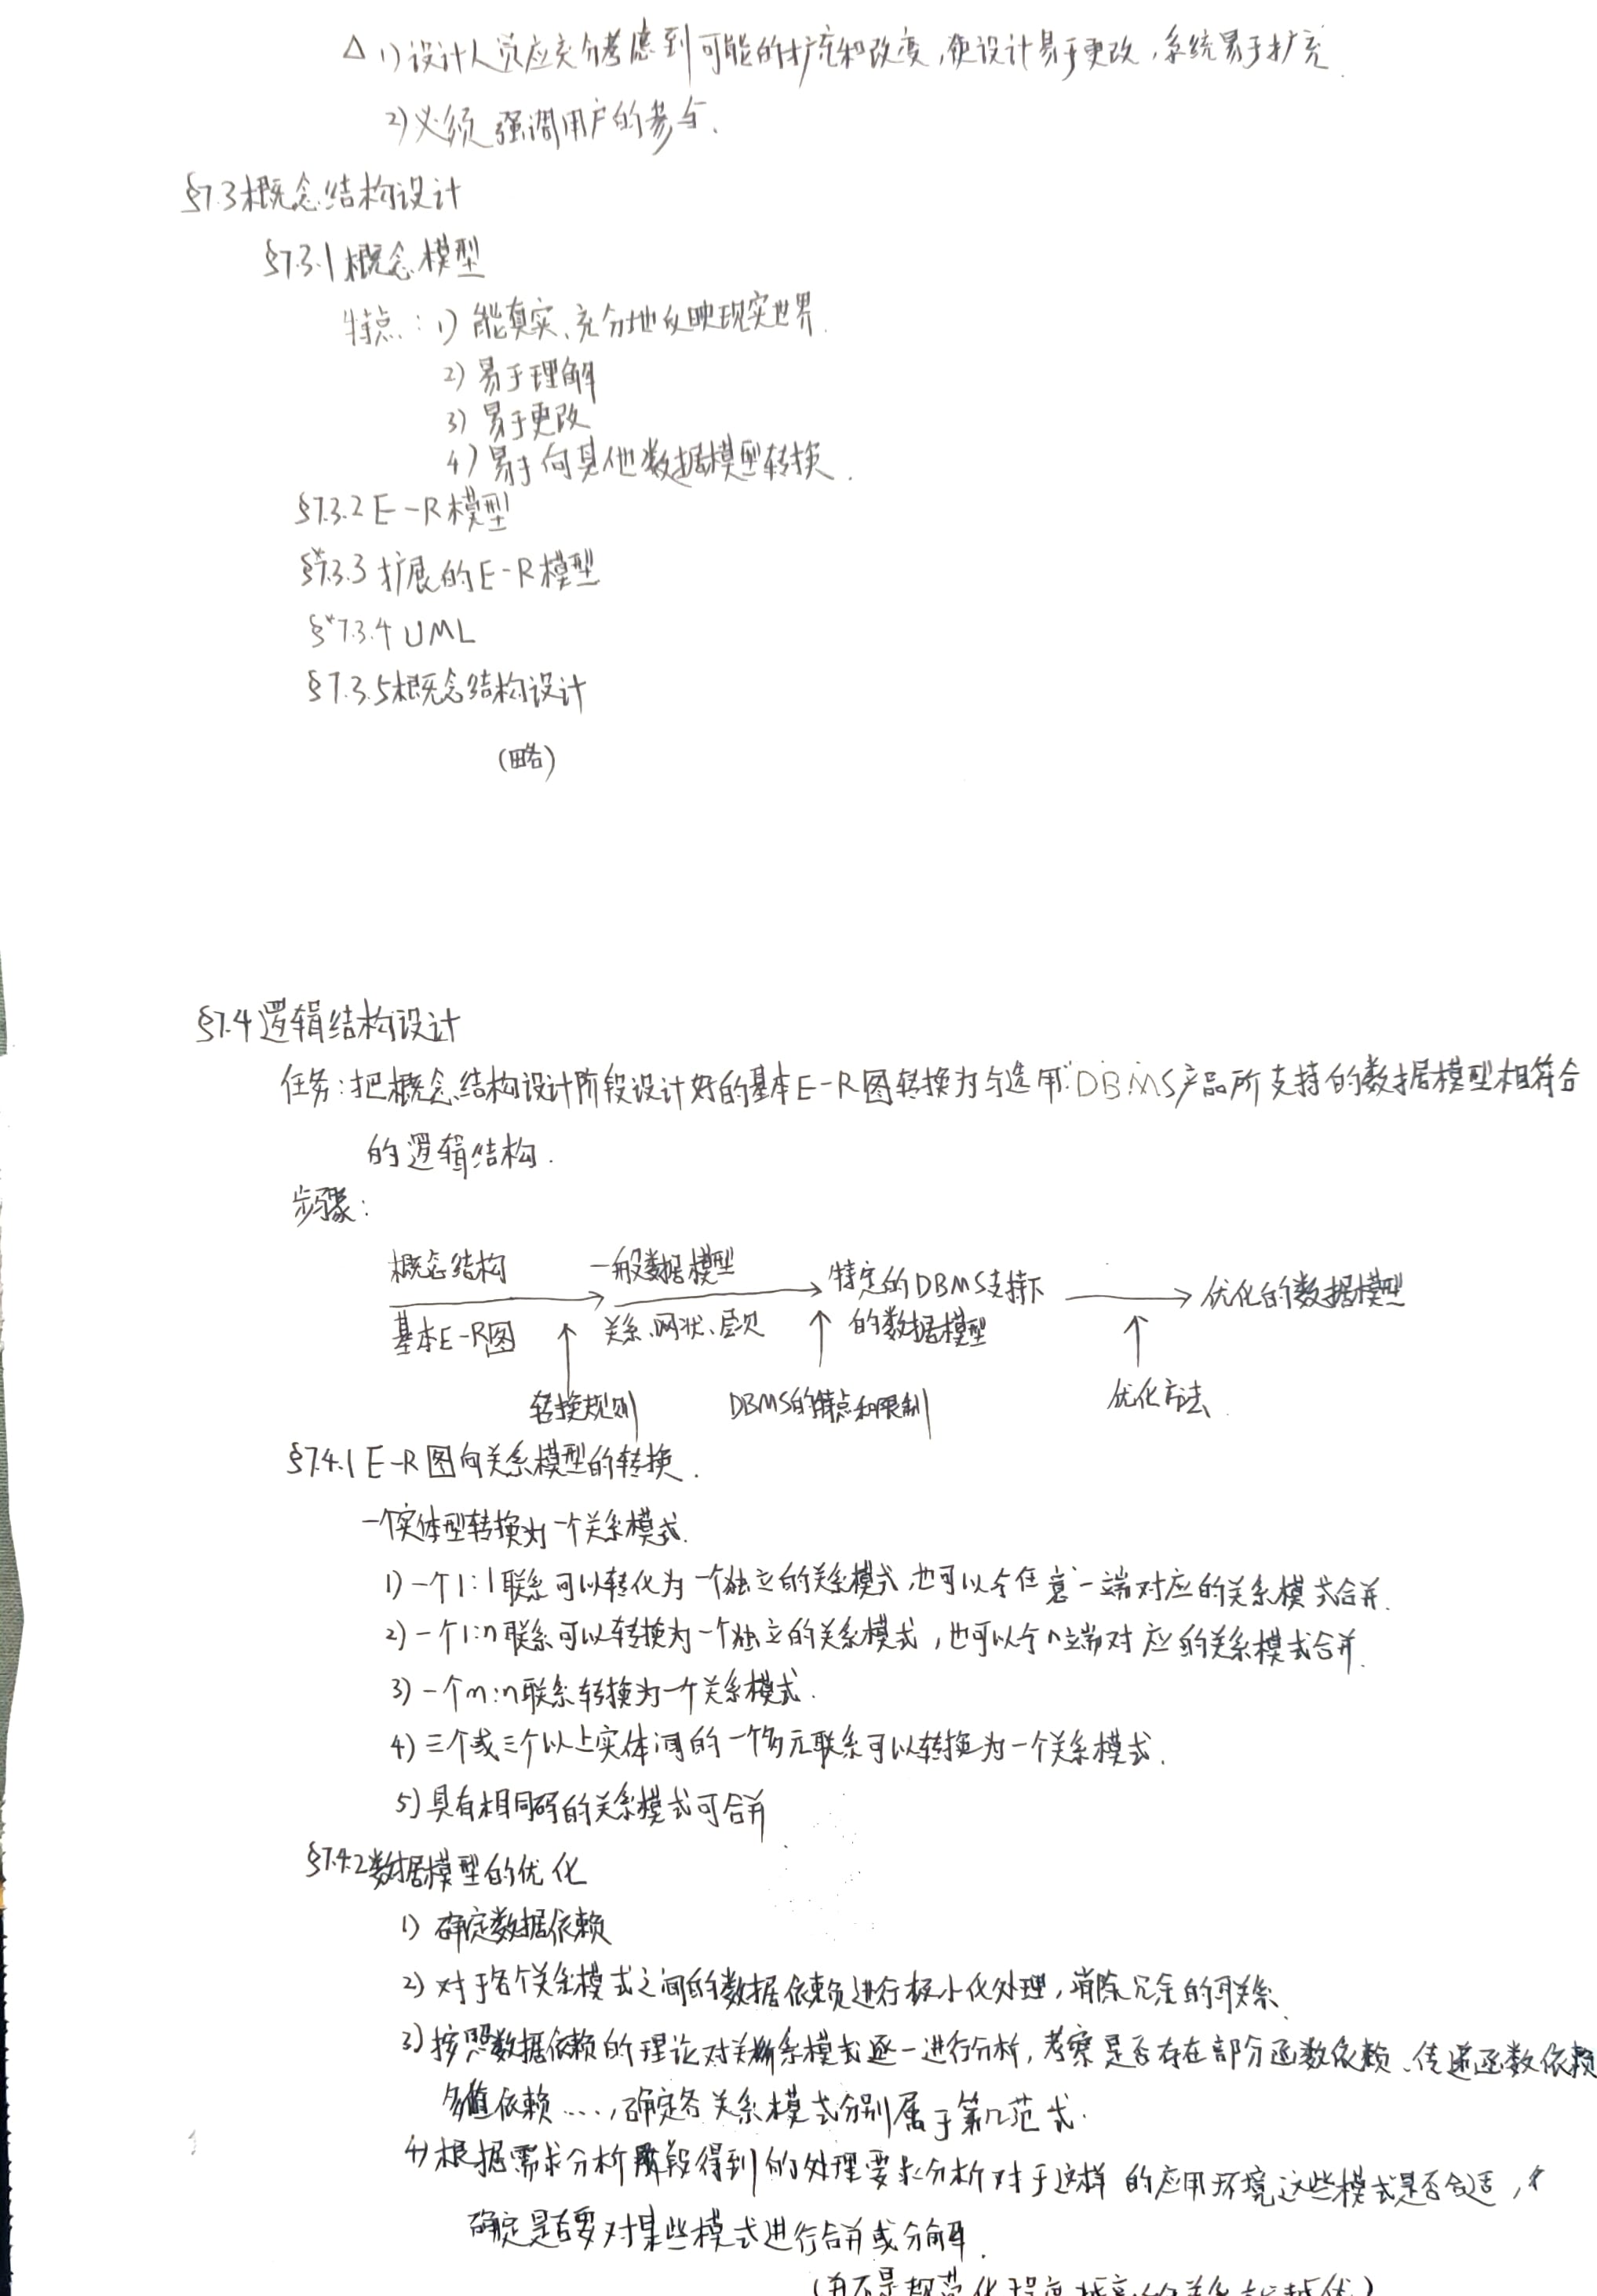 △ 1)设计人员应充分考虑到可能的扩充和改变,使设计易于更改,系统易于扩充.
2)必须强调用户的参与.
§7.3概念结构设计
§7.3.1概念模型
特点:1)能真实、充分地反映现实世界.
2)易于理解
3)易于更改
4)易于向其他数据模型转换.
§7.3.2 E-R模型
§*7.3.3 扩展的E-R模型
§*7.3.4 UML
§7.3.5概念结构设计
(略)
§7.4逻辑结构设计
任务:把概念结构设计阶段设计好的基本E-R图转换为与选用DBMS产品所支持的数据模型相符合
的逻辑结构.
步骤:
概念结构 一般数据模型 特定的DBMS支持下 优化的数据模型
基本E-R图 关系、网状、层次 的数据模型
转换规则 DBMS的特点和限制 优化方法
§7.4.1 E-R图向关系模型的转换.
一个实体型转换为一个关系模式.
1)一个1:1联系可以转化为一个独立的关系模式,也可以与任意一端对应的关系模式合并.
2)一个1:n联系可以转换为一个独立的关系模式,也可以与n端对应的关系模式合并.
3)一个m:n联系转换为一个关系模式.
4)三个或三个以上实体间的一个多元联系可以转换为一个关系模式.
5)具有相同码的关系模式可合并
§7.4.2数据模型的优化
1)确定数据依赖
2)对于各个关系模式之间的数据依赖进行极小化处理,消除冗余的联系.
3)按照数据依赖的理论对关系模式逐一进行分析,考察是否存在部分函数依赖、传递函数依赖
多值依赖...,确定各关系模式分别属于第几范式.
4)根据需求分析阶段得到的处理要求分析对于这样的应用环境这些模式是否合适,
确定是否要对某些模式进行合并或分解.
(并不是规范化程度越高的关系就越优)